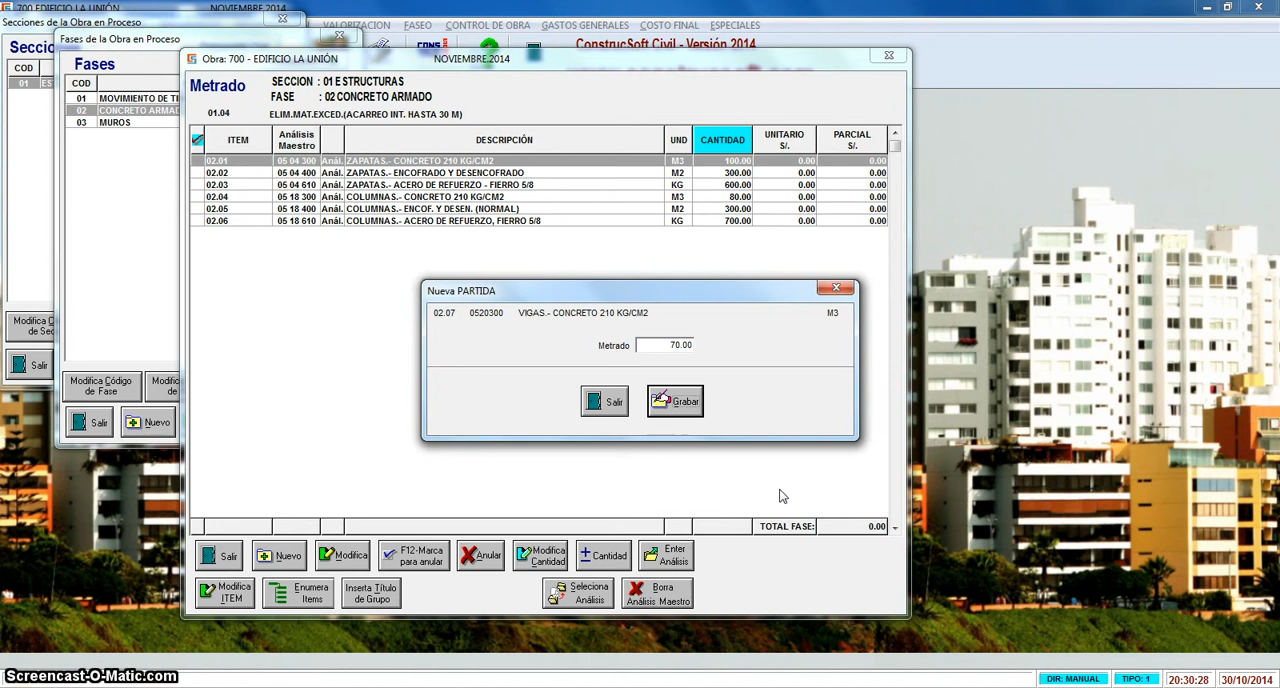 700 EDIFICIO LA UNIÓN NOVIEMBRE.2014
VALORIZACION FASEO CONTROL DE OBRA GASTOS GENERALES COSTO FINAL ESPECIALES
ConstrucSoft Civil - Versión 2014
Secciones de la Obra en Proceso
Seccio
COD
01 ES
Modifica C
de Sec
Salir
Fases de la Obra en Proceso
Fases
COD
01 MOVIMIENTO DE TI
02 CONCRETO ARMAD
03 MUROS
Modifica Código
de Fase
Modific
de
Salir
Nuevo
Obra: 700 - EDIFICIO LA UNIÓN NOVIEMBRE.2014
Metrado
SECCION : 01 ESTRUCTURAS
FASE : 02 CONCRETO ARMADO
01.04 ELIM.MAT.EXCED.(ACARREO INT. HASTA 30 M)
ITEM Análisis Maestro DESCRIPCIÓN UND CANTIDAD UNITARIO S/. PARCIAL S/.
02.01 05 04 300 Anál. ZAPATAS.- CONCRETO 210 KG/CM2 M3 100.00 0.00 0.00
02.02 05 04 400 Anál. ZAPATAS.- ENCOFRADO Y DESENCOFRADO M2 300.00 0.00 0.00
02.03 05 04 610 Anál. ZAPATAS.- ACERO DE REFUERZO - FIERRO 5/8 KG 600.00 0.00 0.00
02.04 05 18 300 Anál. COLUMNAS.- CONCRETO 210 KG/CM2 M3 80.00 0.00 0.00
02.05 05 18 400 Anál. COLUMNAS.- ENCOF. Y DESEN. (NORMAL) M2 300.00 0.00 0.00
02.06 05 18 610 Anál. COLUMNAS.- ACERO DE REFUERZO, FIERRO 5/8 KG 700.00 0.00 0.00
Nueva PARTIDA
02.07 0520300 VIGAS.- CONCRETO 210 KG/CM2 M3
Metrado 70.00
Salir
Grabar
TOTAL FASE: 0.00
Salir
Nuevo
Modifica
F12-Marca
para anular
Anular
Modifica
Cantidad
± Cantidad
Enter
Análisis
Modifica
ITEM
Enumera
Items
Inserta Título
de Grupo
Seleciona
Análisis
Borra
Análisis Maestro
Screencast-O-Matic.com
DIR: MANUAL TIPO: 1 20:30:28 30/10/2014